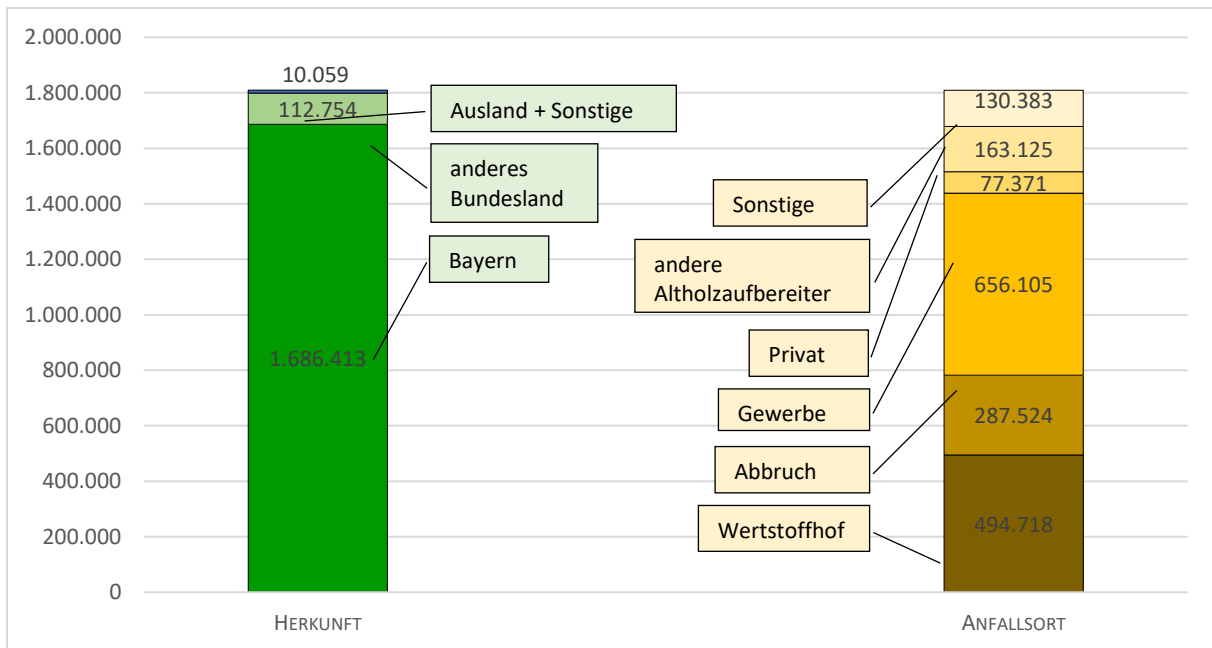 2.000.000
1.800.000
1.600.000
1.400.000
1.200.000
1.000.000
800.000
600.000
400.000
200.000
0
10.059
112.754
1.686.413
Ausland + Sonstige
anderes
Bundesland
Bayern
Sonstige
andere
Altholzaufbereiter
Privat
Gewerbe
Abbruch
Wertstoffhof
130.383
163.125
77.371
656.105
287.524
494.718
HERKUNFT
ANFALLSORT